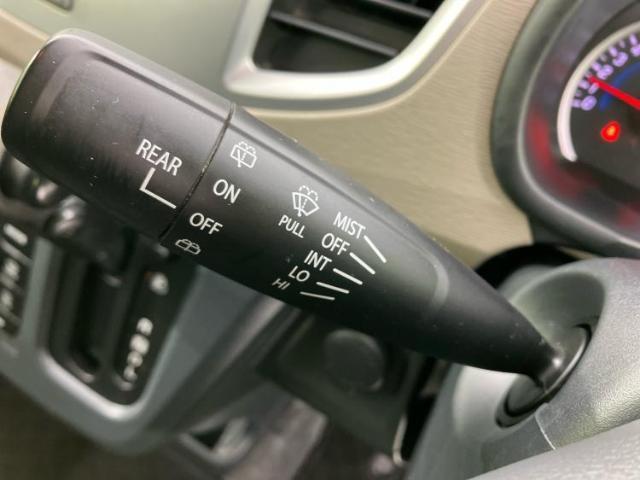 REAR
ON
OFF
PULL
MIST
OFF
INT
LO
HI